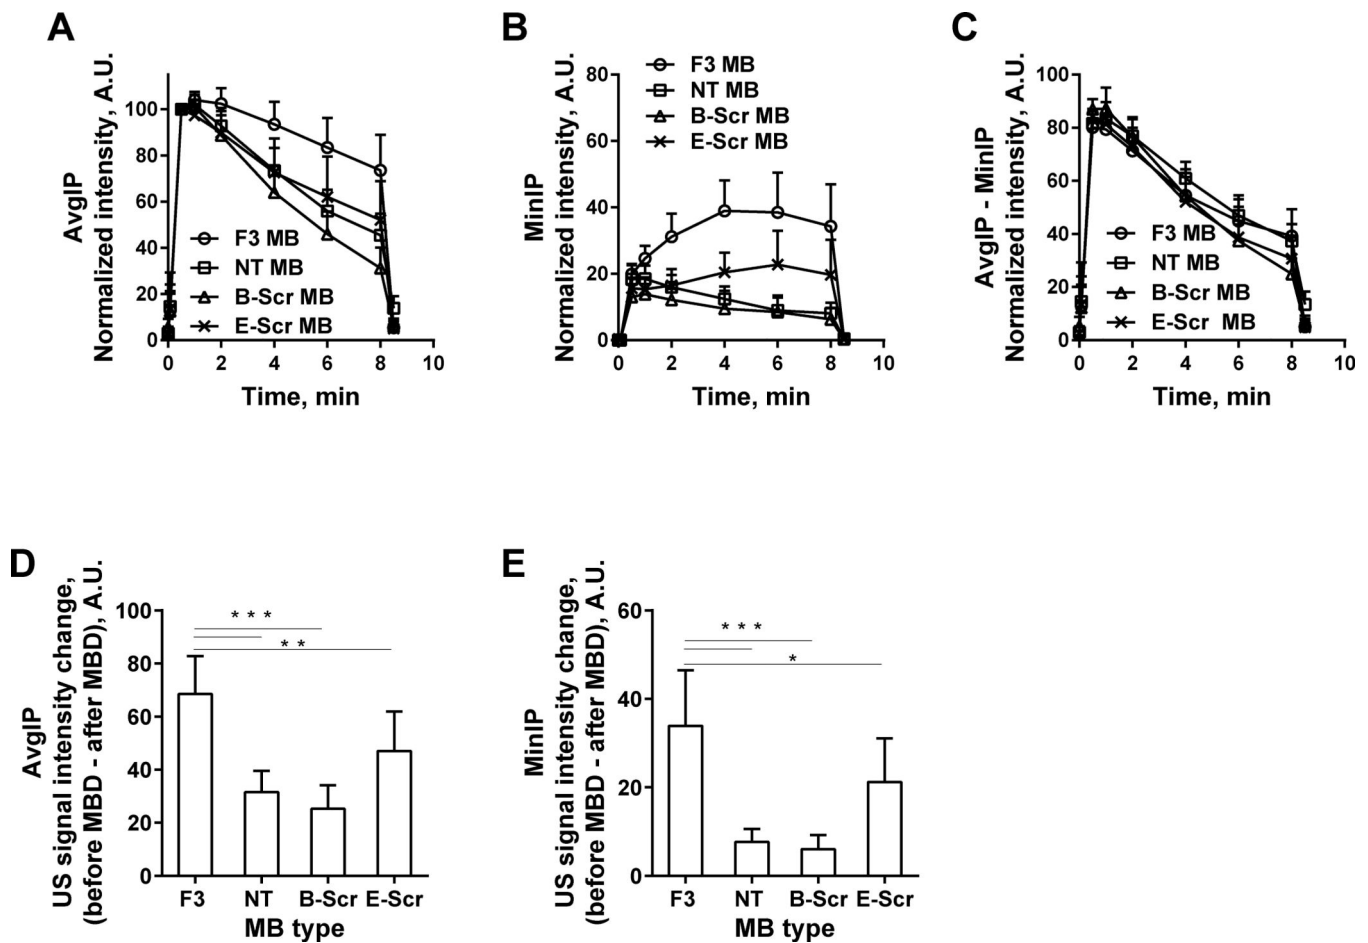 A
AvgIP
Normalized intensity, A.U.
100
80
60
40
20
0
F3 MB
NT MB
B-Scr MB
E-Scr MB
0 2 4 6 8 10
Time, min
B
MinIP
Normalized intensity, A.U.
80
60
40
20
0
F3 MB
NT MB
B-Scr MB
E-Scr MB
0 2 4 6 8 10
Time, min
C
AvgIP - MinIP
Normalized intensity, A.U.
100
80
60
40
20
0
F3 MB
NT MB
B-Scr MB
E-Scr MB
0 2 4 6 8 10
Time, min
D
AvgIP
US signal intensity change,
(before MBD - after MBD), A.U.
100
80
60
40
20
0
* * *
* *
F3 NT B-Scr E-Scr
MB type
E
MinIP
US signal intensity change,
(before MBD - after MBD), A.U.
60
40
20
0
* * *
*
F3 NT B-Scr E-Scr
MB type